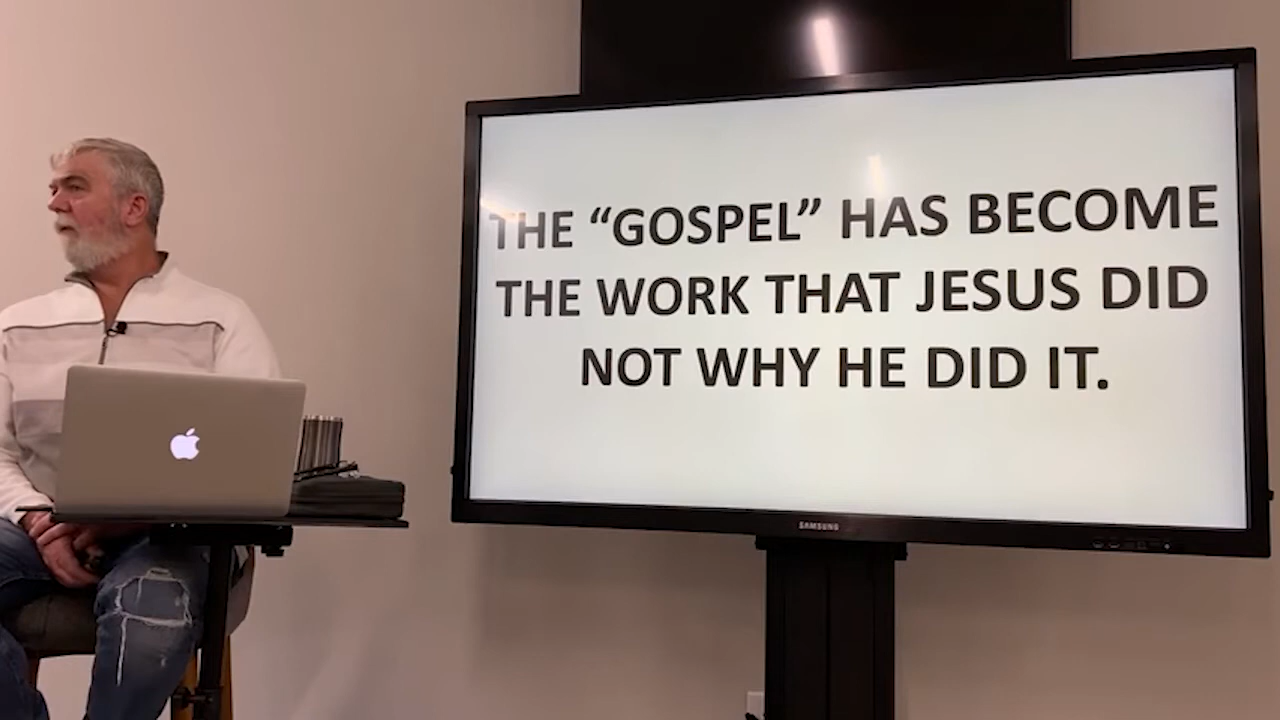 THE “GOSPEL” HAS BECOME
THE WORK THAT JESUS DID
NOT WHY HE DID IT.
SAMSUNG